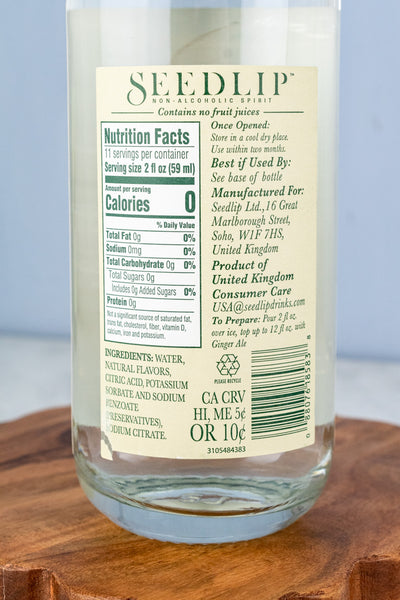 SEEDLIP™
NON-ALCOHOLIC SPIRIT
Contains no fruit juices
Nutrition Facts
11 servings per container
Serving size 2 fl oz (59 ml)
Amount per serving
Calories 0
% Daily Value
Total Fat 0g 0%
Sodium 0mg 0%
Total Carbohydrate 0g 0%
Total Sugars 0g
Includes 0g Added Sugars 0%
Protein 0g
Not a significant source of saturated fat,
trans fat, cholesterol, fiber, vitamin D,
calcium, iron and potassium.
INGREDIENTS: WATER,
NATURAL FLAVORS,
CITRIC ACID, POTASSIUM
SORBATE AND SODIUM
BENZOATE
(PRESERVATIVES),
SODIUM CITRATE.
Once Opened:
Store in a cool dry place.
Use within two months.
Best if Used By:
See base of bottle
Manufactured For:
Seedlip Ltd., 16 Great
Marlborough Street,
Soho, W1F 7HS,
United Kingdom
Product of
United Kingdom
Consumer Care
USA@seedlipdrinks.com
To Prepare: Pour 2 fl oz.
over ice, top up to 12 fl oz. with
Ginger Ale
PLEASE RECYCLE
CA CRV
HI, ME 5¢
OR 10¢
3105484383